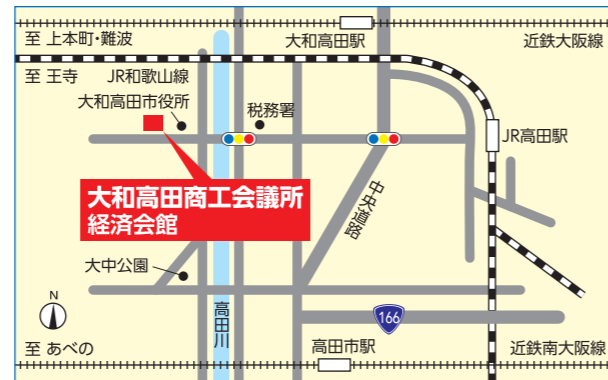 至 上本町・難波
大和高田駅
近鉄大阪線
至 王寺
JR和歌山線
大和高田市役所
税務署
JR高田駅
大和高田商工会議所
経済会館
中央道路
大中公園
N
高田川
166
至 あべの
高田市駅
近鉄南大阪線